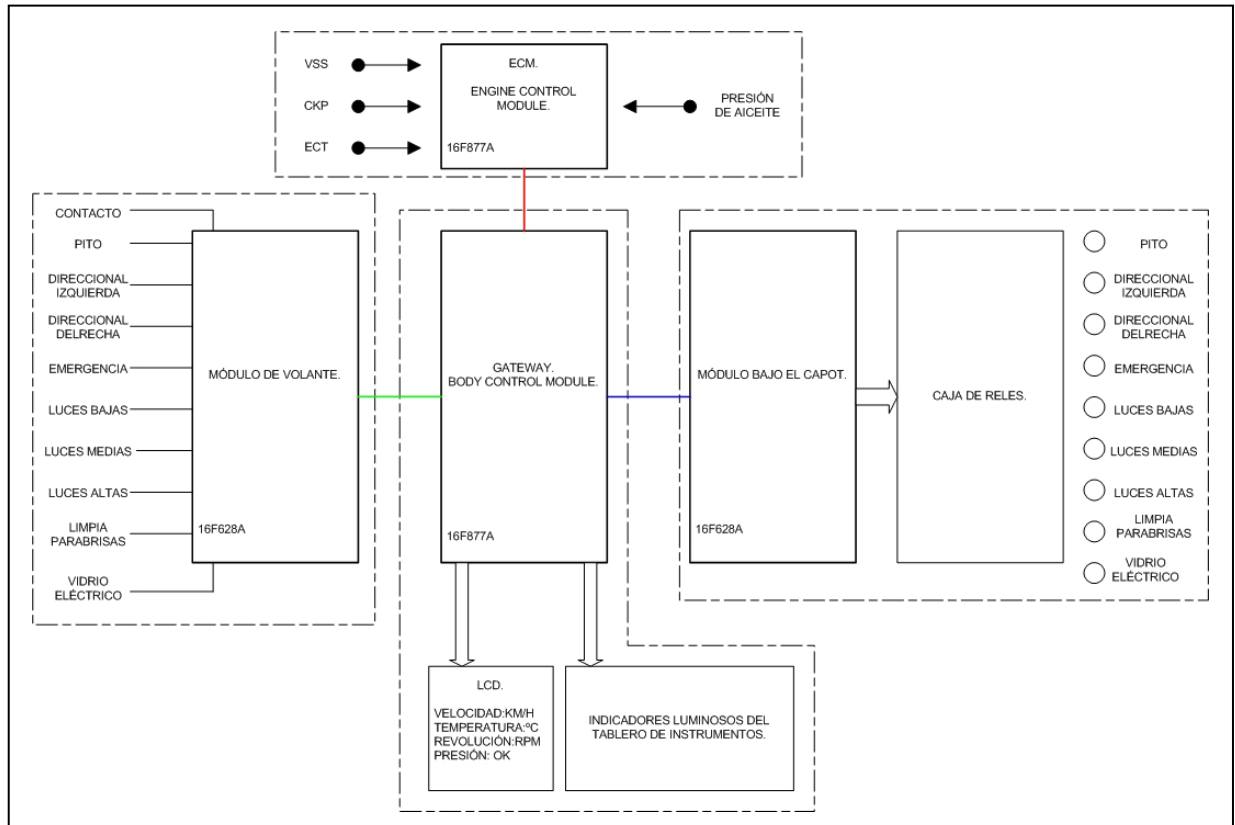 VSS
CKP
ECT
ECM.
ENGINE CONTROL
MODULE.
16F877A
PRESIÓN
DE AICEITE
CONTACTO
PITO
DIRECCIONAL
IZQUIERDA
DIRECCIONAL
DELRECHA
EMERGENCIA
LUCES BAJAS
LUCES MEDIAS
LUCES ALTAS
LIMPIA
PARABRISAS
VIDRIO
ELÉCTRICO
MÓDULO DE VOLANTE.
16F628A
GATEWAY.
BODY CONTROL MODULE.
16F877A
MÓDULO BAJO EL CAPOT.
16F628A
CAJA DE RELES.
PITO
DIRECCIONAL
IZQUIERDA
DIRECCIONAL
DELRECHA
EMERGENCIA
LUCES BAJAS
LUCES MEDIAS
LUCES ALTAS
LIMPIA
PARABRISAS
VIDRIO
ELÉCTRICO
LCD.
VELOCIDAD:KM/H
TEMPERATURA:ºC
REVOLUCIÓN:RPM
PRESIÓN: OK
INDICADORES LUMINOSOS DEL
TABLERO DE INSTRUMENTOS.